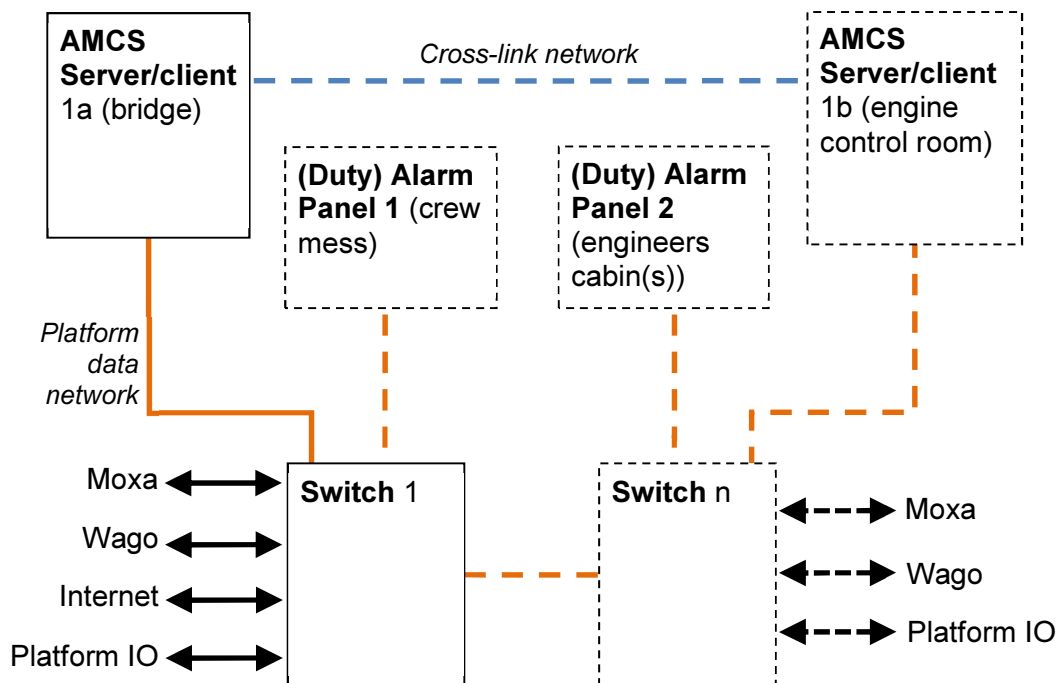 AMCS
Server/client
1a (bridge)
Cross-link network
AMCS
Server/client
1b (engine
control room)
(Duty) Alarm
Panel 1 (crew
mess)
(Duty) Alarm
Panel 2
(engineers
cabin(s))
Platform
data
network
Moxa
Wago
Internet
Platform IO
Switch 1
Switch n
Moxa
Wago
Platform IO